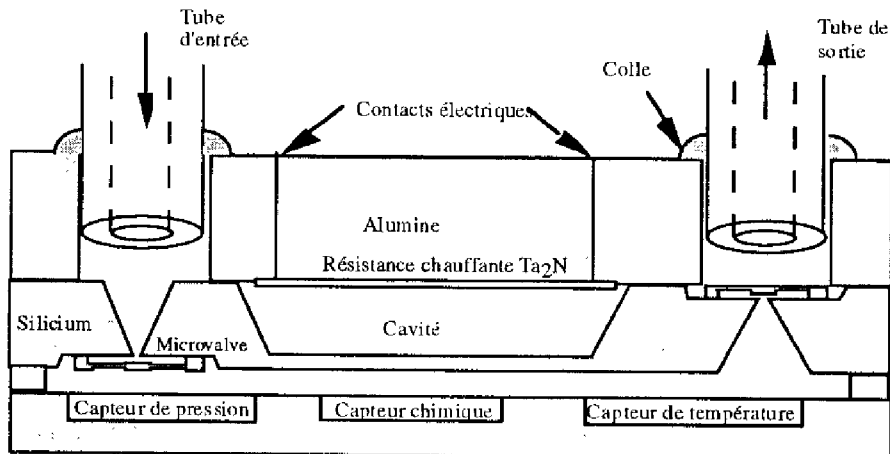 Tube
d'entrée
Tube de
sortie
Colle
Contacts électriques
Alumine
Résistance chauffante Ta2N
Silicium
Microvalve
Cavité
Capteur de pression
Capteur chimique
Capteur de température